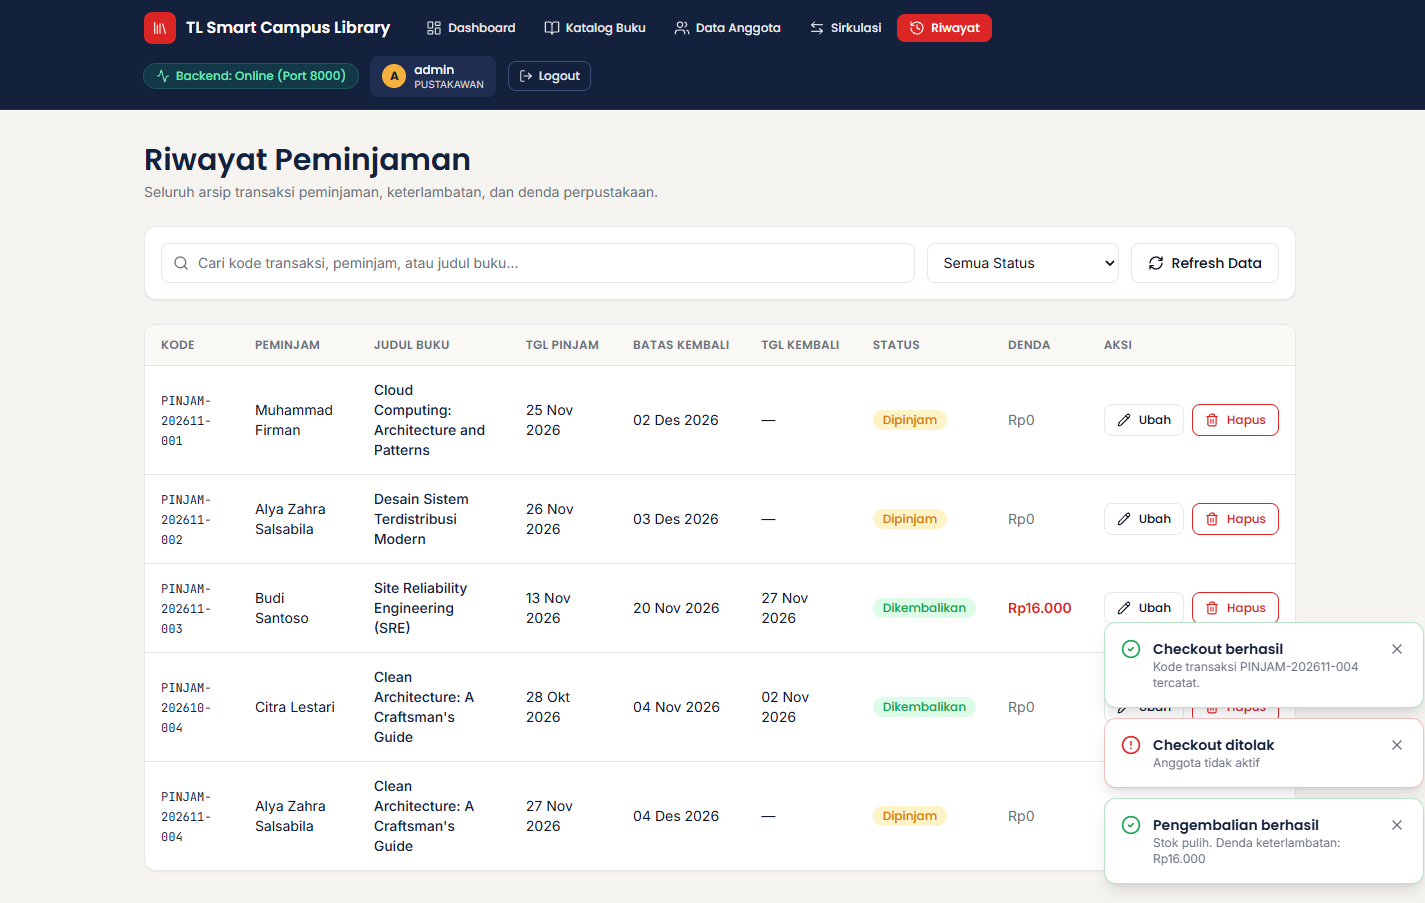 TL Smart Campus Library
Dashboard
Katalog Buku
Data Anggota
Sirkulasi
Riwayat
Backend: Online (Port 8000)
A
admin
PUSTAKAWAN
Logout
Riwayat Peminjaman
Seluruh arsip transaksi peminjaman, keterlambatan, dan denda perpustakaan.
Cari kode transaksi, peminjam, atau judul buku...
Semua Status
Refresh Data
KODE PEMINJAM JUDUL BUKU TGL PINJAM BATAS KEMBALI TGL KEMBALI STATUS DENDA AKSI
PINJAM-
202611-
001
Muhammad
Firman
Cloud
Computing:
Architecture and
Patterns
25 Nov
2026
02 Des 2026
—
Dipinjam
Rp0
Ubah
Hapus
PINJAM-
202611-
002
Alya Zahra
Salsabila
Desain Sistem
Terdistribusi
Modern
26 Nov
2026
03 Des 2026
—
Dipinjam
Rp0
Ubah
Hapus
PINJAM-
202611-
003
Budi
Santoso
Site Reliability
Engineering
(SRE)
13 Nov
2026
20 Nov 2026
27 Nov
2026
Dikembalikan
Rp16.000
Ubah
Hapus
PINJAM-
202610-
004
Citra Lestari
Clean
Architecture: A
Craftsman's
Guide
28 Okt
2026
04 Nov 2026
02 Nov
2026
Dikembalikan
Rp0
Ubah
Hapus
PINJAM-
202611-
004
Alya Zahra
Salsabila
Clean
Architecture: A
Craftsman's
Guide
27 Nov
2026
04 Des 2026
—
Dipinjam
Rp0
Checkout berhasil
Kode transaksi PINJAM-202611-004
tercatat.
Checkout ditolak
Anggota tidak aktif
Pengembalian berhasil
Stok pulih. Denda keterlambatan:
Rp16.000